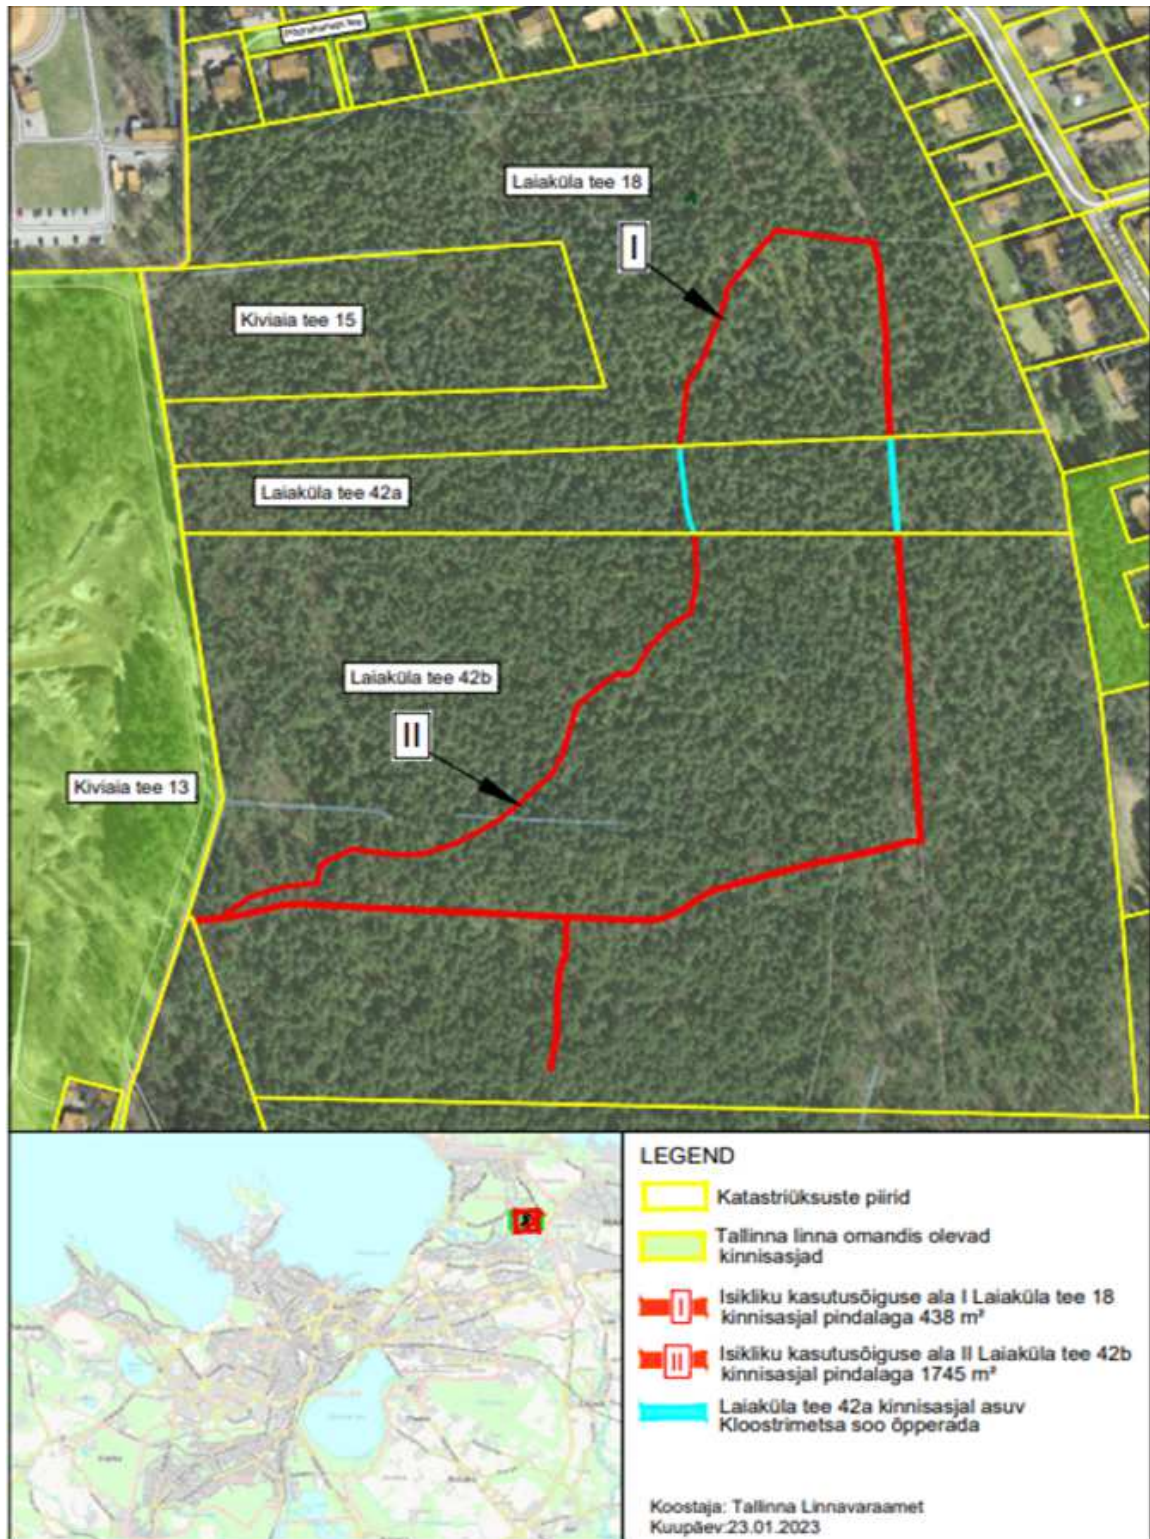 Laiaküla tee 18
I
Kiviaia tee 15
Laiaküla tee 42a
Laiaküla tee 42b
II
Kiviaia tee 13
LEGEND
Katastriüksuste piirid
Tallinna linna omandis olevad
kinnisasjad
I
Isikliku kasutusõiguse ala I Laiaküla tee 18
kinnisasjal pindalaga 438 m²
II
Isikliku kasutusõiguse ala II Laiaküla tee 42b
kinnisasjal pindalaga 1745 m²
Laiaküla tee 42a kinnisasjal asuv
Kloostrimetsa soo õpperada
Koostaja: Tallinna Linnavaraamet
Kuupäev:23.01.2023